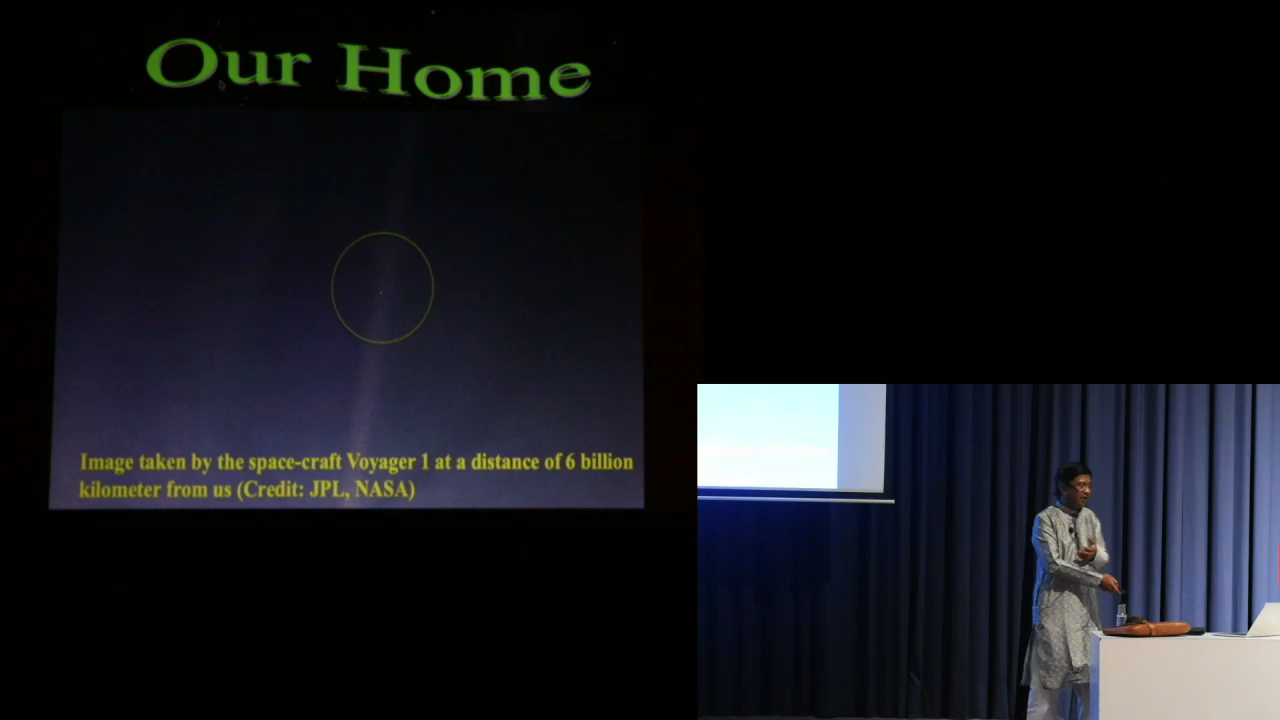 Our Home
Image taken by the space-craft Voyager 1 at a distance of 6 billion
kilometer from us (Credit: JPL, NASA)